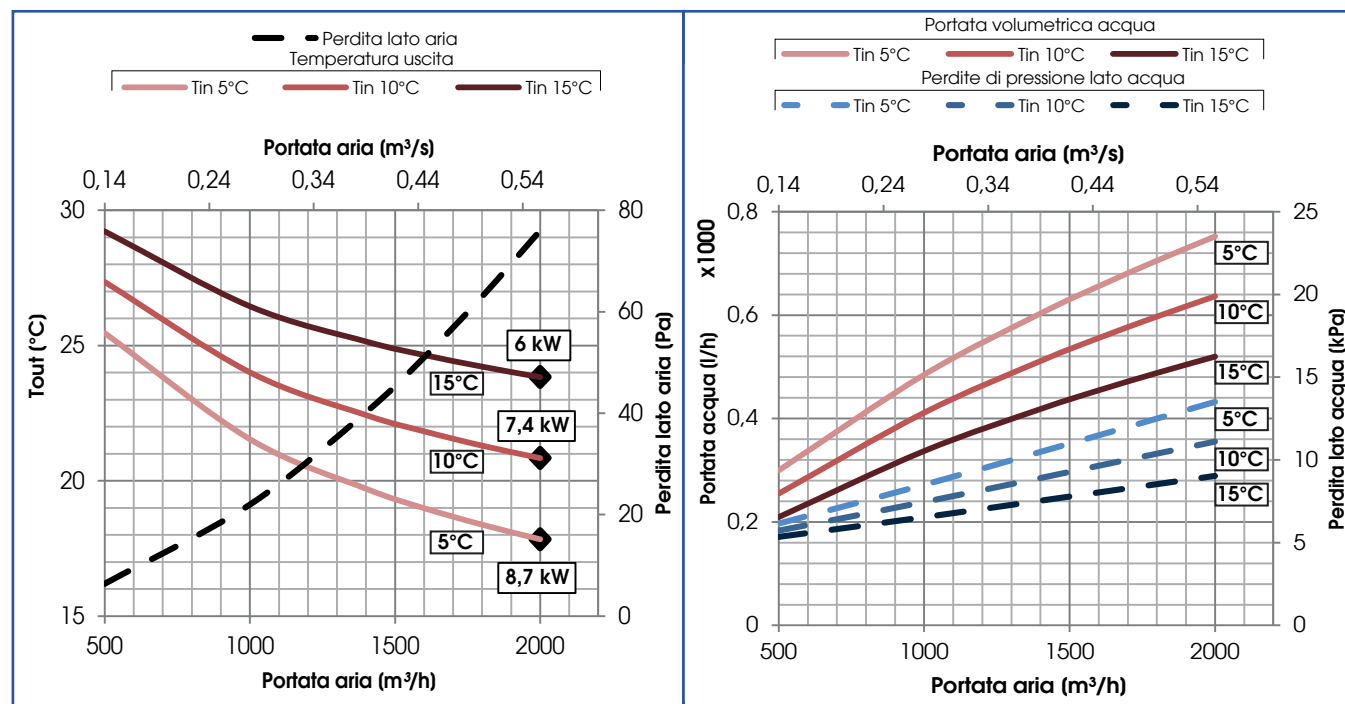 Perdita lato aria
Temperatura uscita
Tin 5°C Tin 10°C Tin 15°C
Portata aria (m³/s)
0,14 0,24 0,34 0,44 0,54
30 80
25 60
20 40
15 20
0
Tout (°C)
Perdita lato aria (Pa)
6 kW
15°C
7,4 kW
10°C
5°C
8,7 kW
500 1000 1500 2000
Portata aria (m³/h)
Portata volumetrica acqua
Tin 5°C Tin 10°C Tin 15°C
Perdite di pressione lato acqua
Tin 5°C Tin 10°C Tin 15°C
Portata aria (m³/s)
0,14 0,24 0,34 0,44 0,54
x1000
Portata acqua (l/h)
0,8
0,6
0,4
0,2
0
25
20
15
10
5
0
Perdita lato acqua (kPa)
5°C
10°C
15°C
5°C
10°C
15°C
500 1000 1500 2000
Portata aria (m³/h)